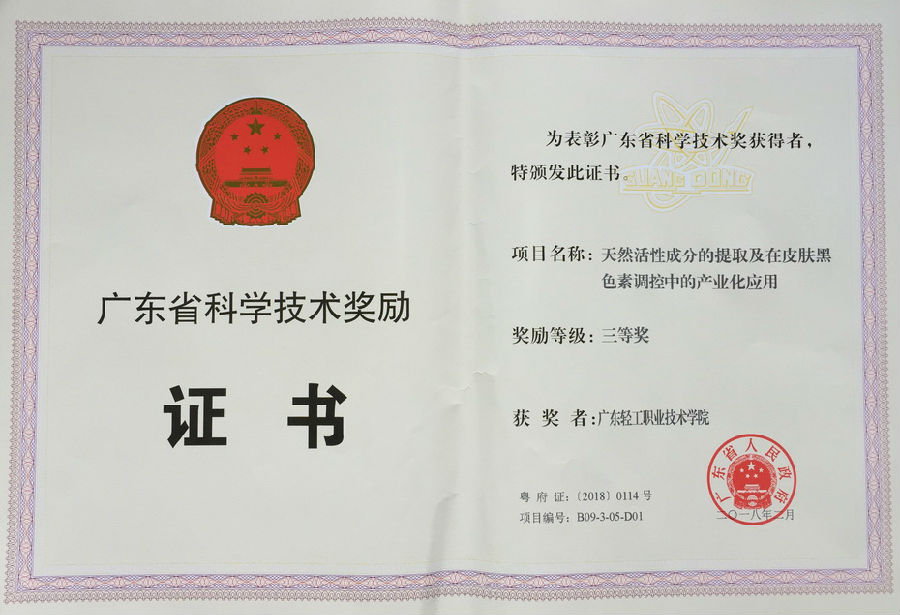 广东省科学技术奖励
证 书
为表彰广东省科学技术奖获得者，
特颁发此证书。
GUANG DONG
项目名称：天然活性成分的提取及在皮肤黑
色素调控中的产业化应用
奖励等级：三等奖
获 奖 者：广东轻工职业技术学院
广东省人民政府
粤 府 证：〔2018〕0114 号
项目编号：B09-3-05-D01
二〇一八年二月